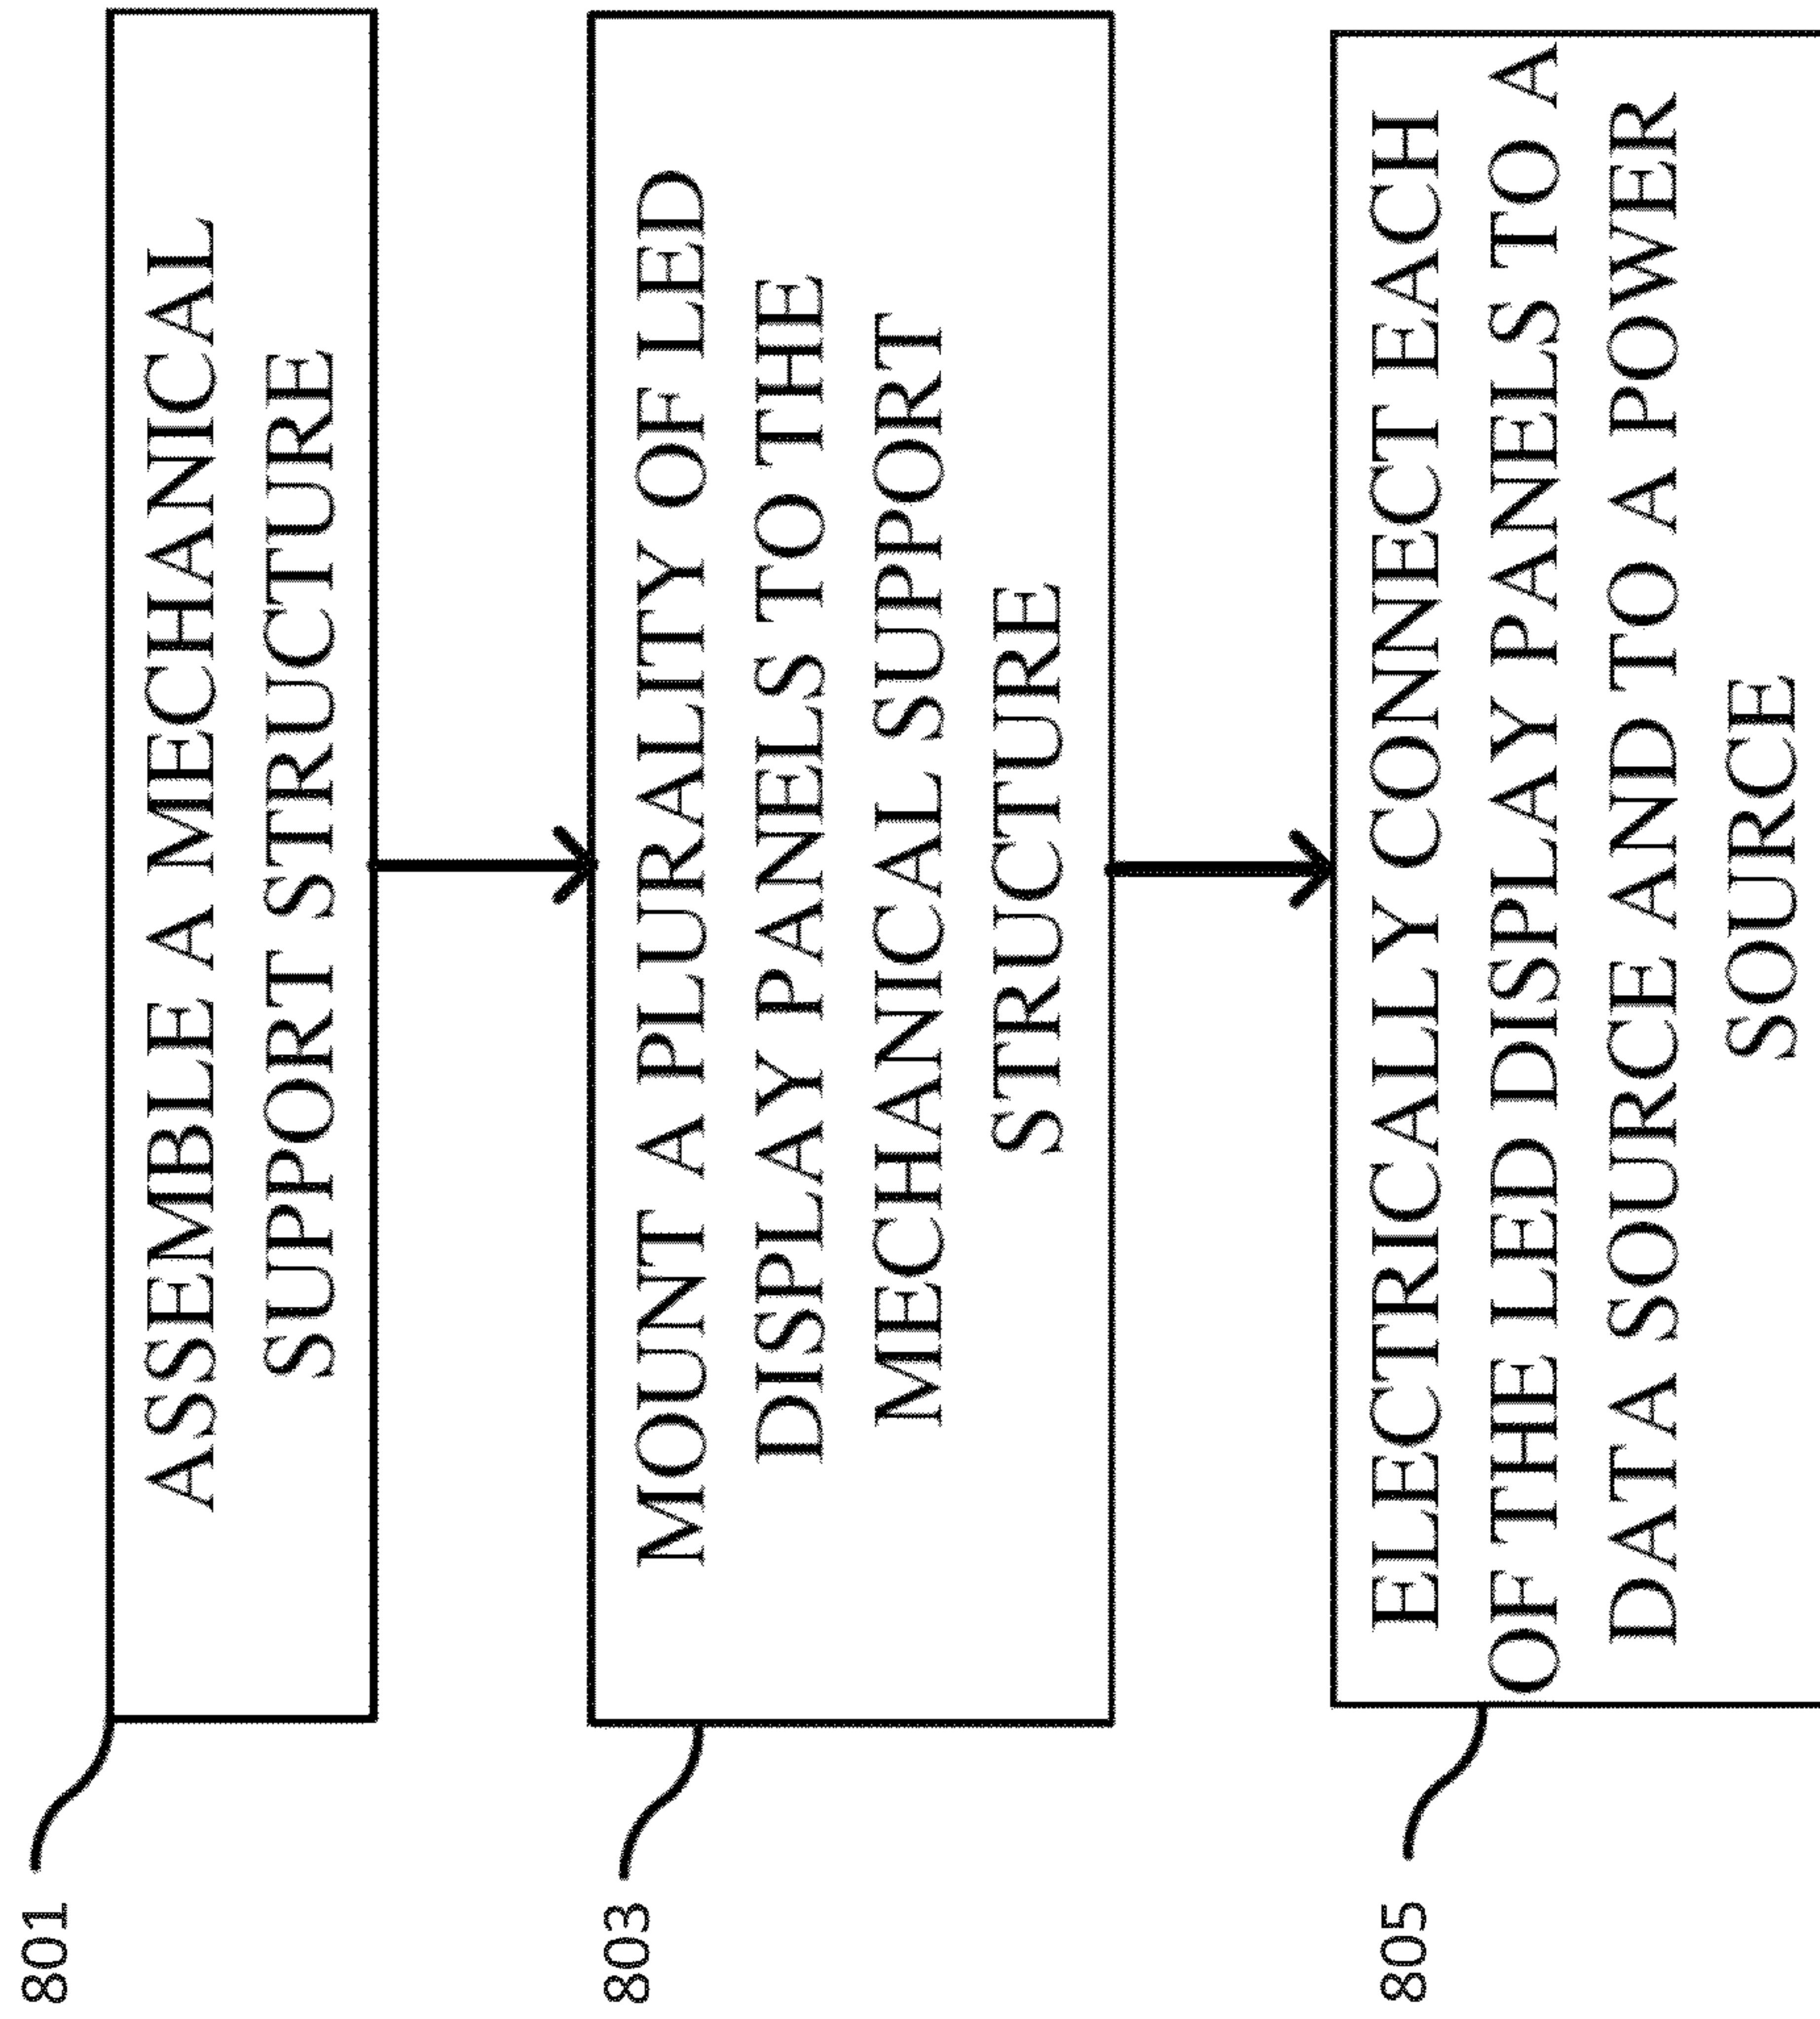 801
ASSEMBLE A MECHANICAL
SUPPORT STRUCTURE
803
MOUNT A PLURALITY OF LED
DISPLAY PANELS TO THE
MECHANICAL SUPPORT
STRUCTURE
805
ELECTRICALLY CONNECT EACH
OF THE LED DISPLAY PANELS TO A
DATA SOURCE AND TO A POWER
SOURCE